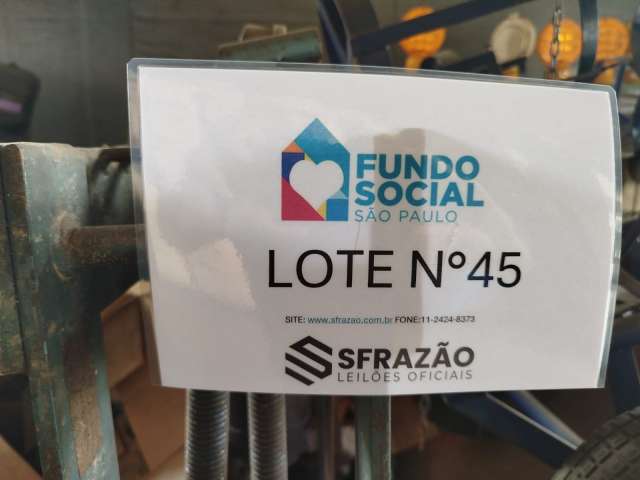 FUNDO
SOCIAL
SÃO PAULO
LOTE Nº45
SITE: www.sfrazao.com.br FONE:11-2424-8373
SFRAZÃO
LEILÕES OFICIAIS